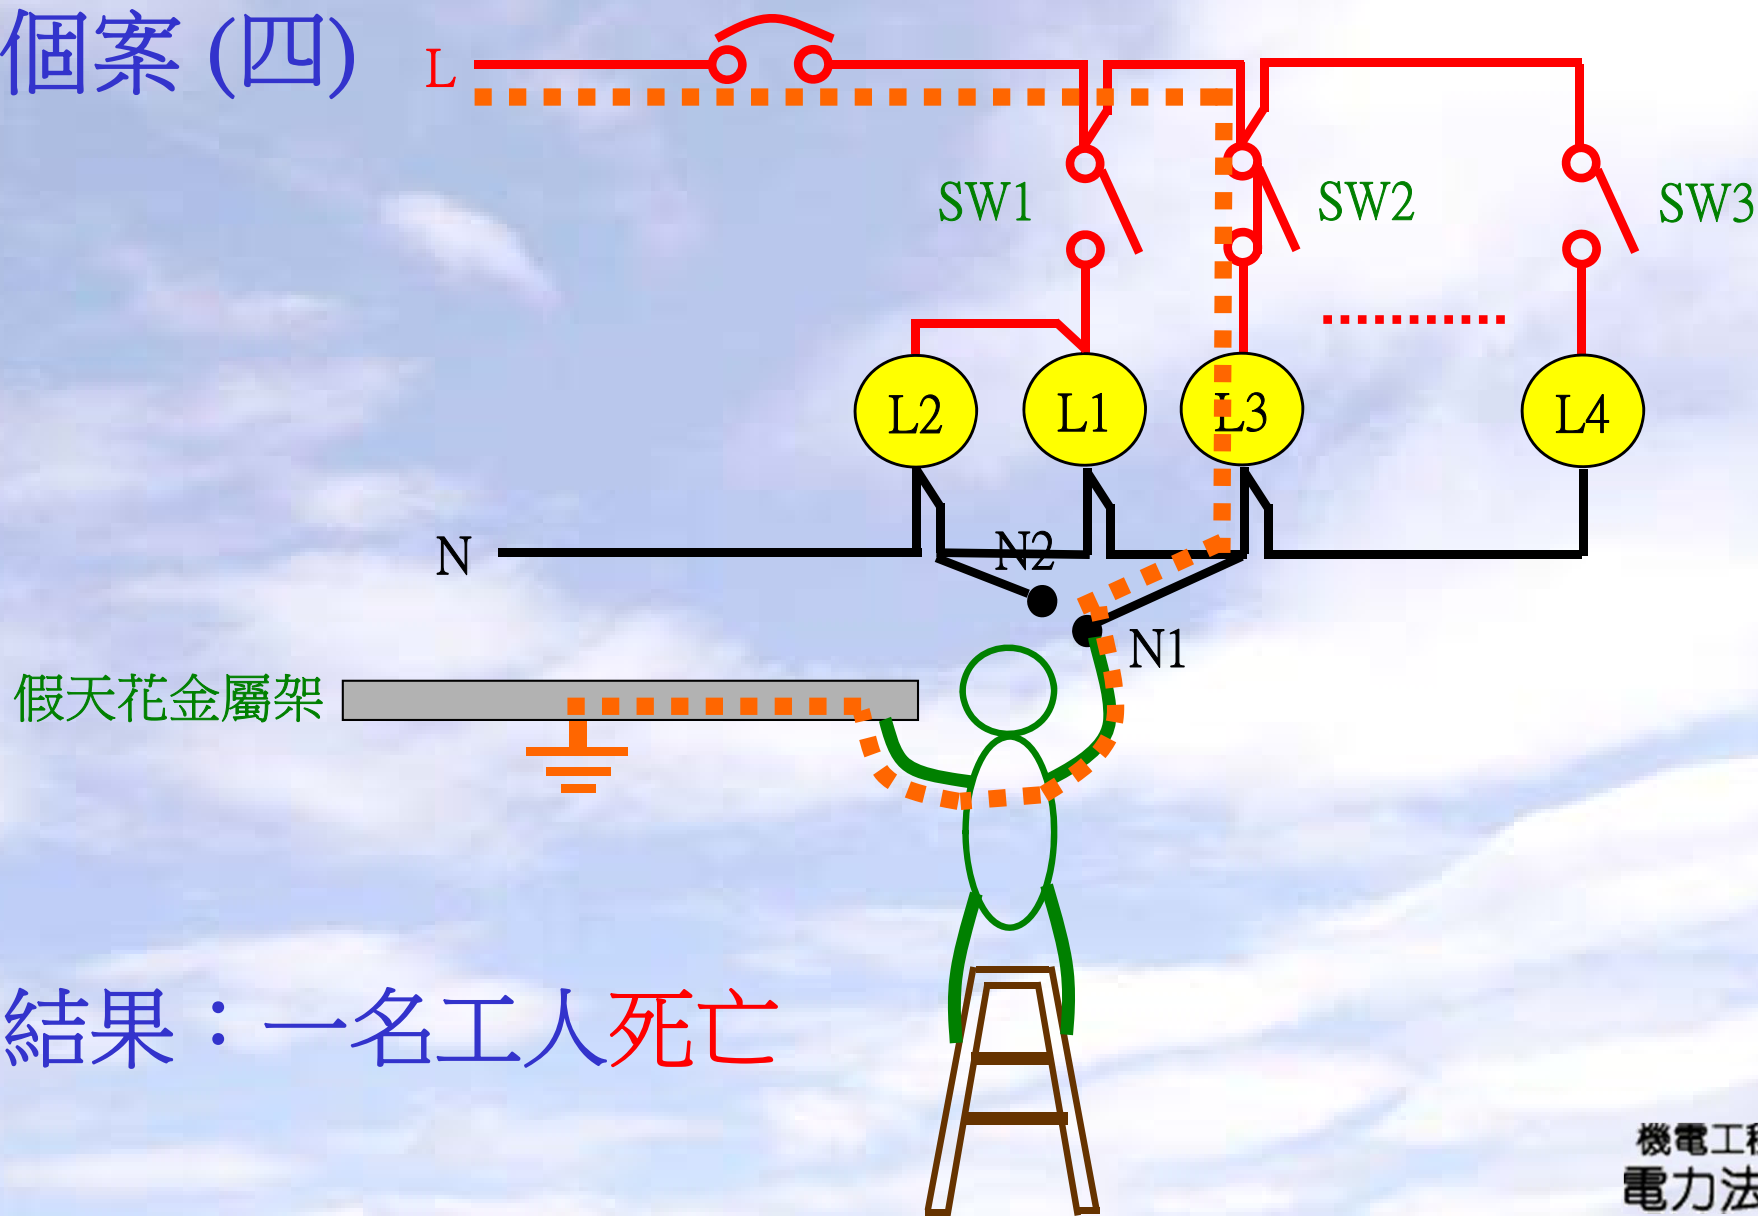 個案 (四)
L
SW1
SW2
SW3
L2
L1
L3
L4
N
N2
N1
假天花金屬架
結果：一名工人死亡
機電工程
電力法